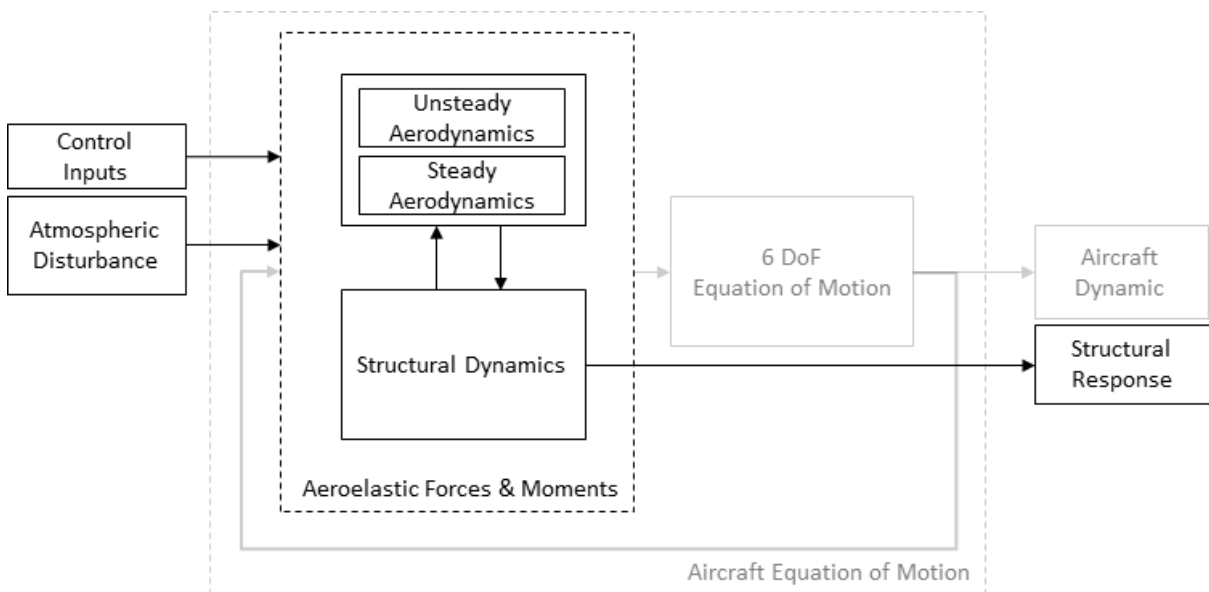 Control
Inputs
Atmospheric
Disturbance
Unsteady
Aerodynamics
Steady
Aerodynamics
Structural Dynamics
Aeroelastic Forces & Moments
6 DoF
Equation of Motion
Aircraft
Dynamic
Structural
Response
Aircraft Equation of Motion